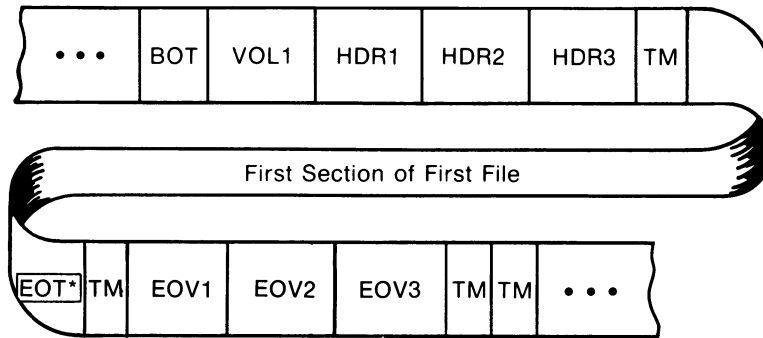 ••• BOT VOL1 HDR1 HDR2 HDR3 TM
First Section of First File
EOT* TM EOV1 EOV2 EOV3 TM TM •••